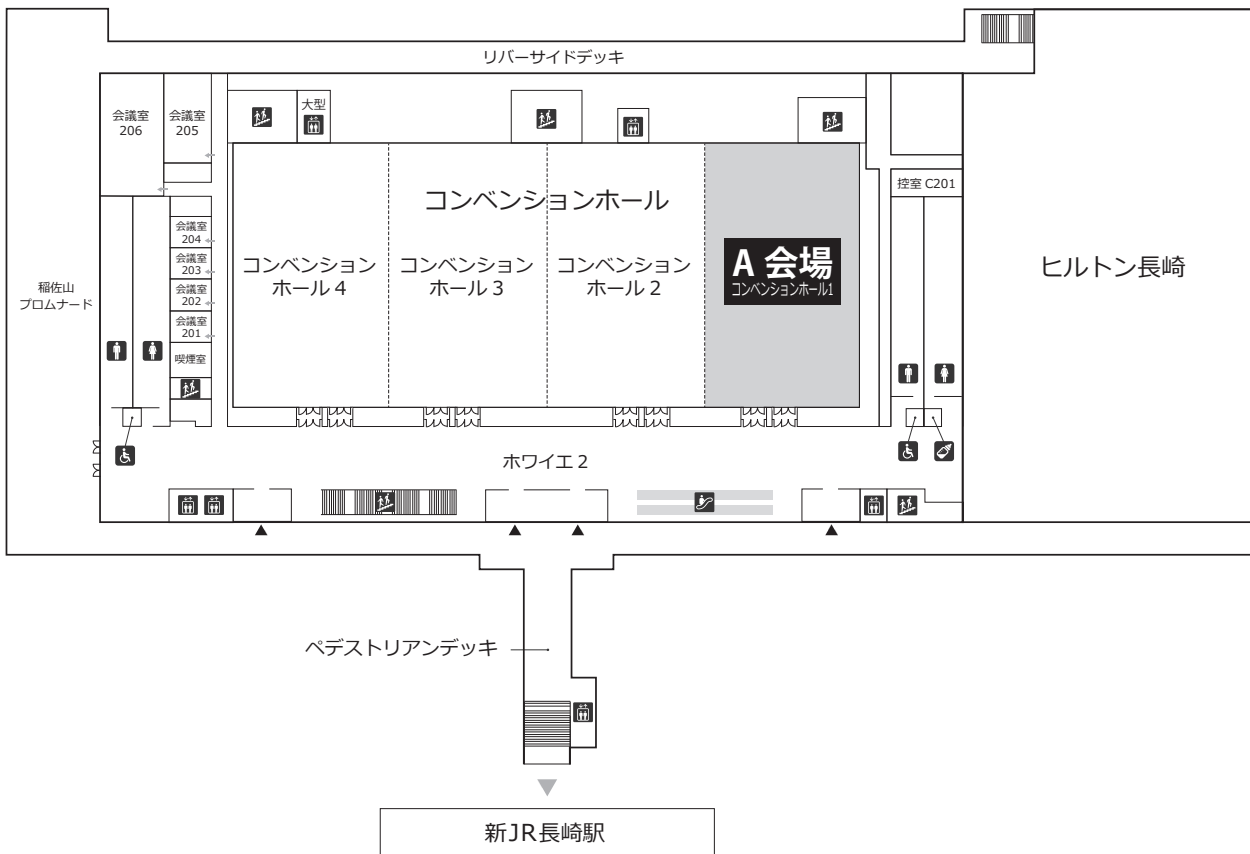 リバーサイドデッキ
会議室
206
会議室
205
大型
控室 C201
コンベンションホール
会議室
204
会議室
203
会議室
202
会議室
201
喫煙室
コンベンション
ホール 4
コンベンション
ホール 3
コンベンション
ホール 2
A 会場
コンベンションホール1
ヒルトン長崎
稲佐山
プロムナード
ホワイエ 2
ペデストリアンデッキ
新JR長崎駅